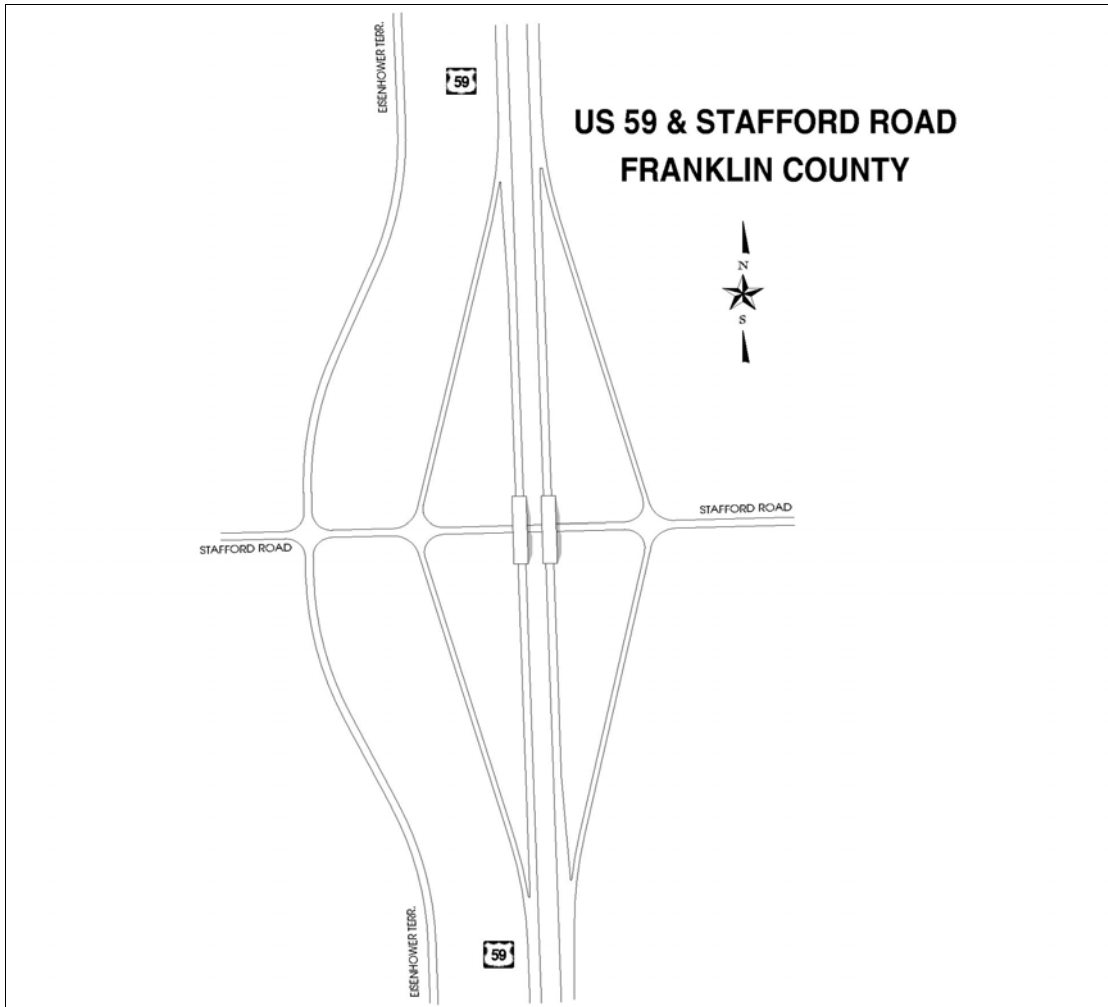 EISENHOWER TERR.
59
US 59 & STAFFORD ROAD
FRANKLIN COUNTY
N
S
STAFFORD ROAD
STAFFORD ROAD
EISENHOWER TERR.
59